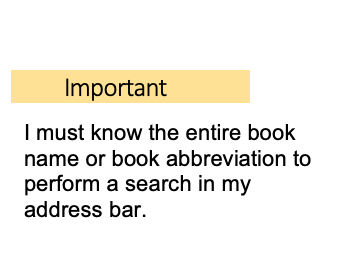 Important
I must know the entire book
name or book abbreviation to
perform a search in my
address bar.